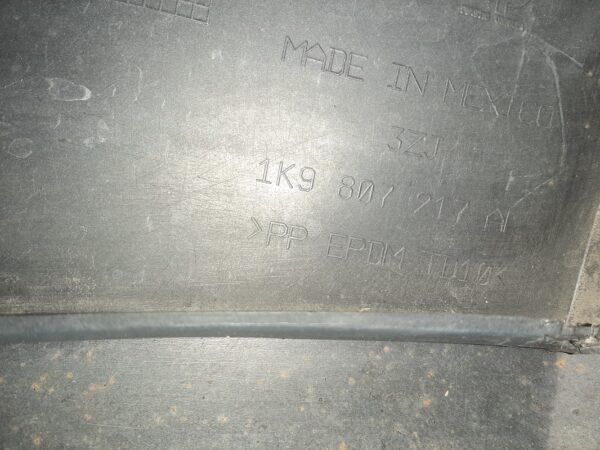 MADE IN MEXICO
3ZJ
1K9 807 217 A
>PP EPDM TD10<